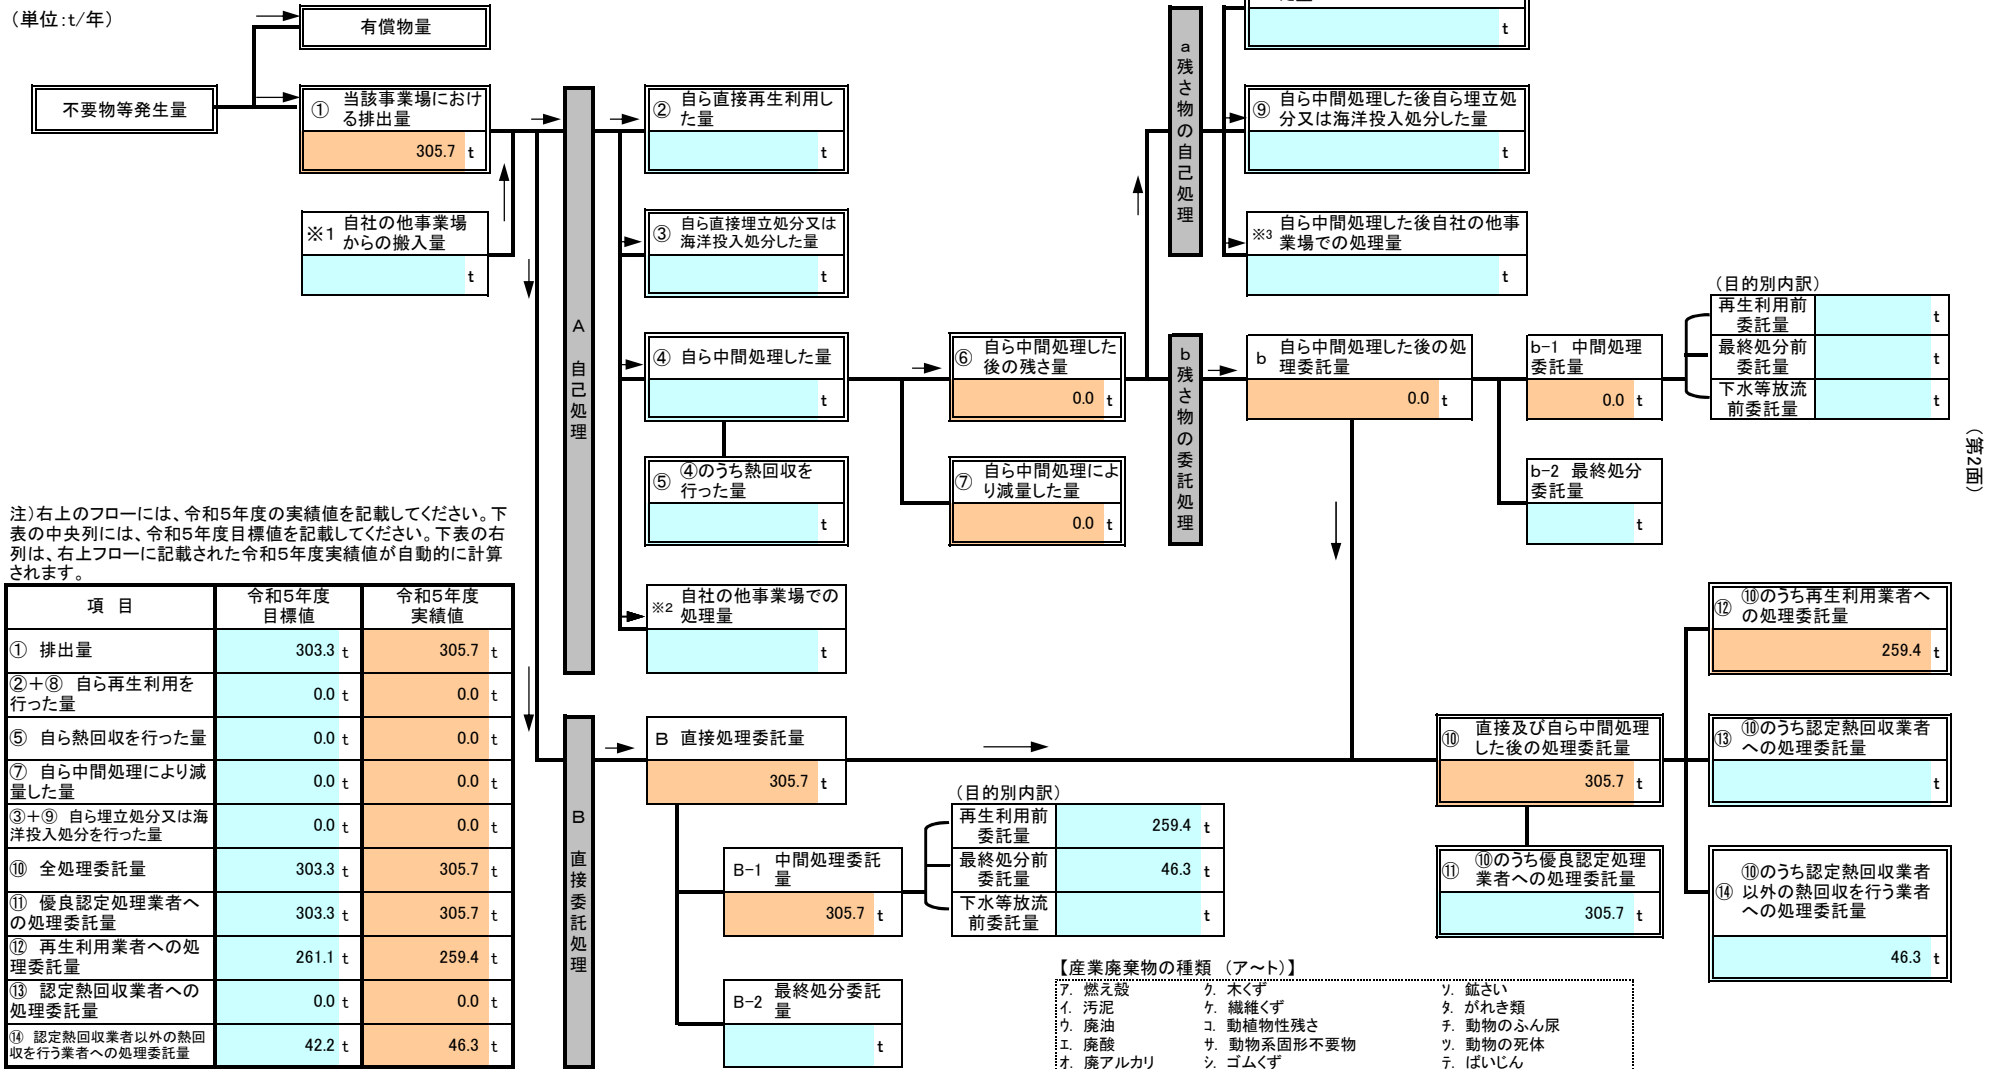 (単位:t/年)
有償物量
不要物等発生量
① 当該事業場におけ
る排出量
305.7 t
※1 自社の他事業場
からの搬入量
t
A 自己処理
② 自ら直接再生利用し
た量
t
③ 自ら直接埋立処分又は
海洋投入処分した量
t
④ 自ら中間処理した量
t
⑤ ④のうち熱回収を
行った量
t
※2 自社の他事業場での
処理量
t
⑥ 自ら中間処理した
後の残さ量
0.0 t
⑦ 自ら中間処理によ
り減量した量
0.0 t
a 残さ物の自己処理
t
⑨ 自ら中間処理した後自ら埋立処
分又は海洋投入処分した量
t
※3 自ら中間処理した後自社の他事
業場での処理量
t
b 残さ物の委託処理
b 自ら中間処理した後の処
理委託量
0.0 t
b-1 中間処理
委託量
0.0 t
b-2 最終処分
委託量
t
(目的別内訳)
再生利用前
委託量 t
最終処分前
委託量 t
下水等放流
前委託量 t
(第2面)
注)右上のフローには、令和5年度の実績値を記載してください。下
表の中央列には、令和5年度目標値を記載してください。下表の右
列は、右上フローに記載された令和5年度実績値が自動的に計算
されます。
項 目 令和5年度
目標値 令和5年度
実績値
① 排出量 303.3 t 305.7 t
②+⑧ 自ら再生利用を
行った量 0.0 t 0.0 t
⑤ 自ら熱回収を行った量 0.0 t 0.0 t
⑦ 自ら中間処理により減
量した量 0.0 t 0.0 t
③+⑨ 自ら埋立処分又は海
洋投入処分を行った量 0.0 t 0.0 t
⑩ 全処理委託量 303.3 t 305.7 t
⑪ 優良認定処理業者へ
の処理委託量 303.3 t 305.7 t
⑫ 再生利用業者への処
理委託量 261.1 t 259.4 t
⑬ 認定熱回収業者への
処理委託量 0.0 t 0.0 t
⑭ 認定熱回収業者以外の熱回
収を行う業者への処理委託量 42.2 t 46.3 t
B 直接委託処理
B 直接処理委託量
305.7 t
B-1 中間処理委託
量
305.7 t
B-2 最終処分委託
量
t
(目的別内訳)
再生利用前
委託量 259.4 t
最終処分前
委託量 46.3 t
下水等放流
前委託量 t
⑩ 直接及び自ら中間処理
した後の処理委託量
305.7 t
⑪ ⑩のうち優良認定処理
業者への処理委託量
305.7 t
⑫ ⑩のうち再生利用業者へ
の処理委託量
259.4 t
⑬ ⑩のうち認定熱回収業者
への処理委託量
t
⑭ ⑩のうち認定熱回収業者
以外の熱回収を行う業者
への処理委託量
46.3 t
【産業廃棄物の種類 (ア~ト)】
ア. 燃え殻 ク. 木くず ソ. 鉱さい
イ. 汚泥 ケ. 繊維くず タ. がれき類
ウ. 廃油 コ. 動植物性残さ チ. 動物のふん尿
エ. 廃酸 サ. 動物系固形不要物 ツ. 動物の死体
オ. 廃アルカリ シ. ゴムくず テ. ばいじん